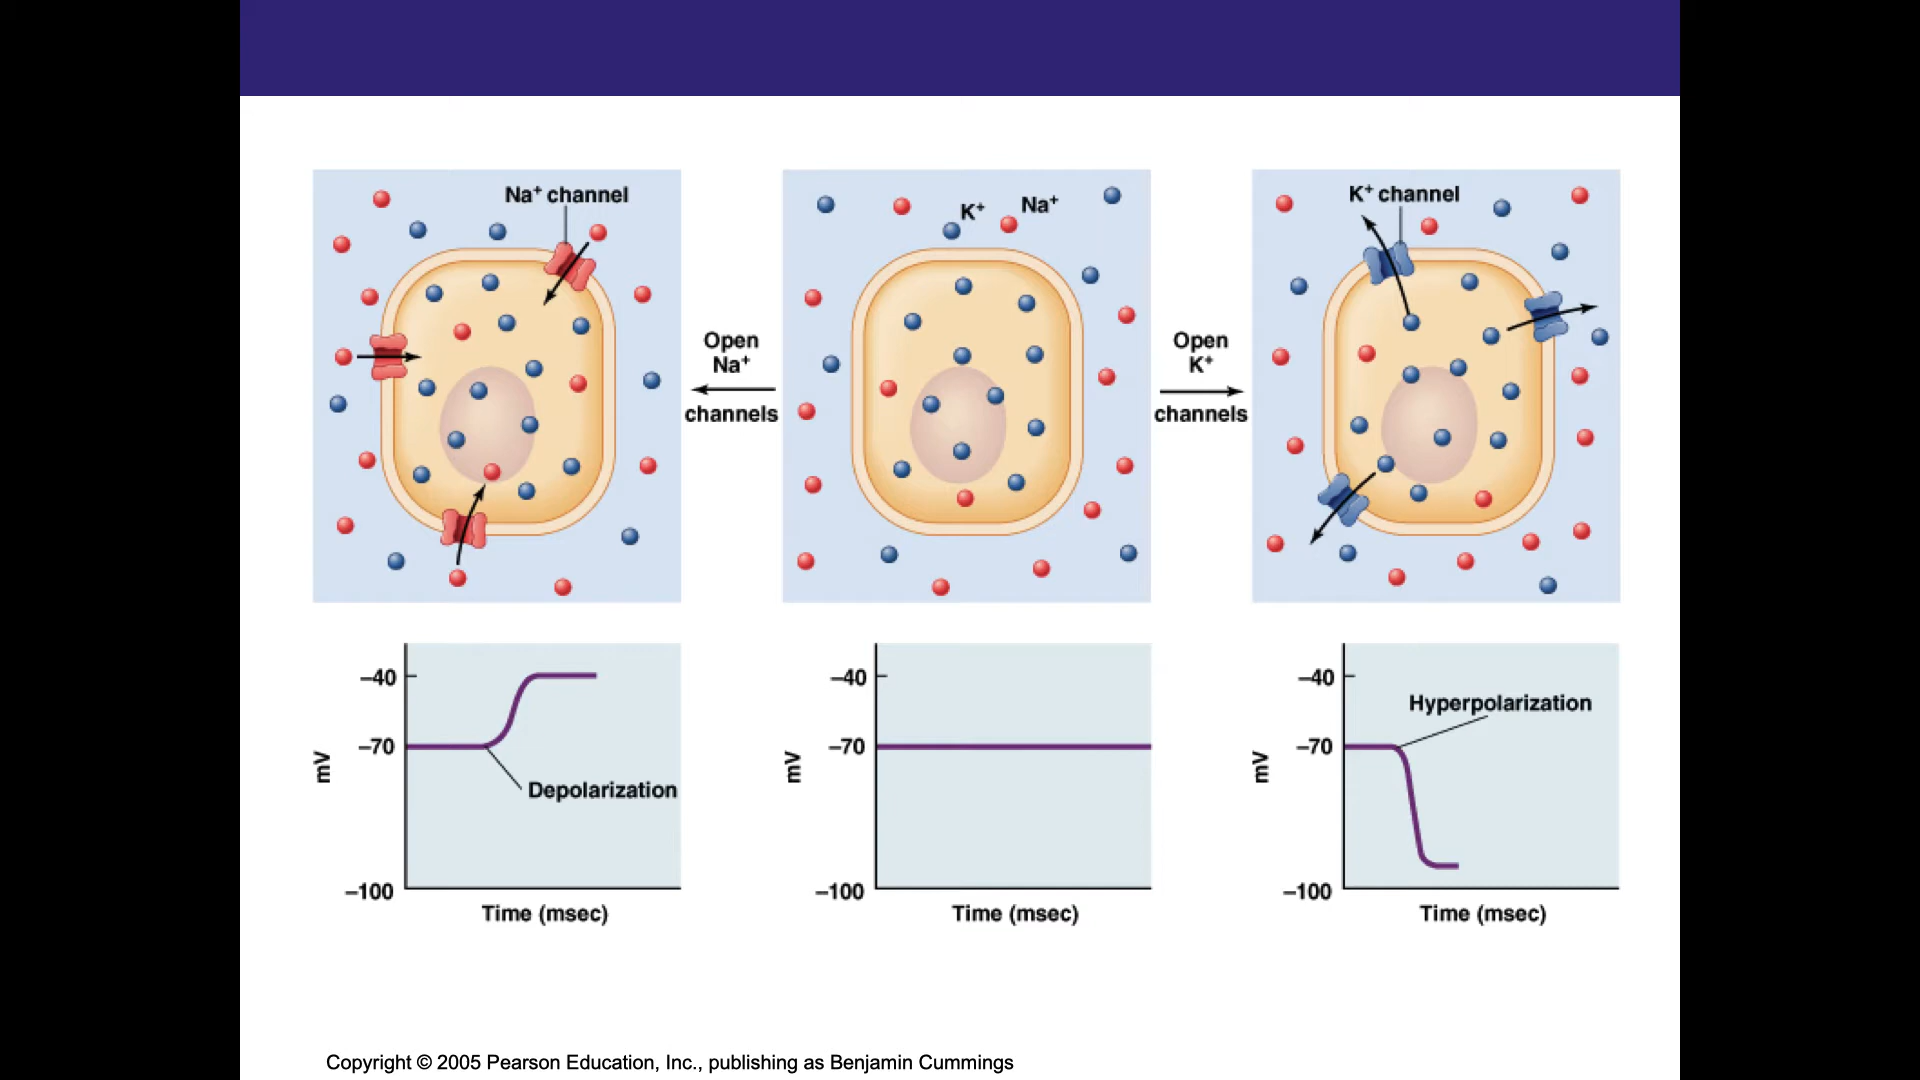 Na⁺ channel
K⁺
Na⁺
K⁺ channel
Open
Na⁺
channels
Open
K⁺
channels
–40
–70
–100
mV
Depolarization
Time (msec)
–40
–70
–100
mV
Time (msec)
–40
–70
–100
mV
Hyperpolarization
Time (msec)
Copyright © 2005 Pearson Education, Inc., publishing as Benjamin Cummings